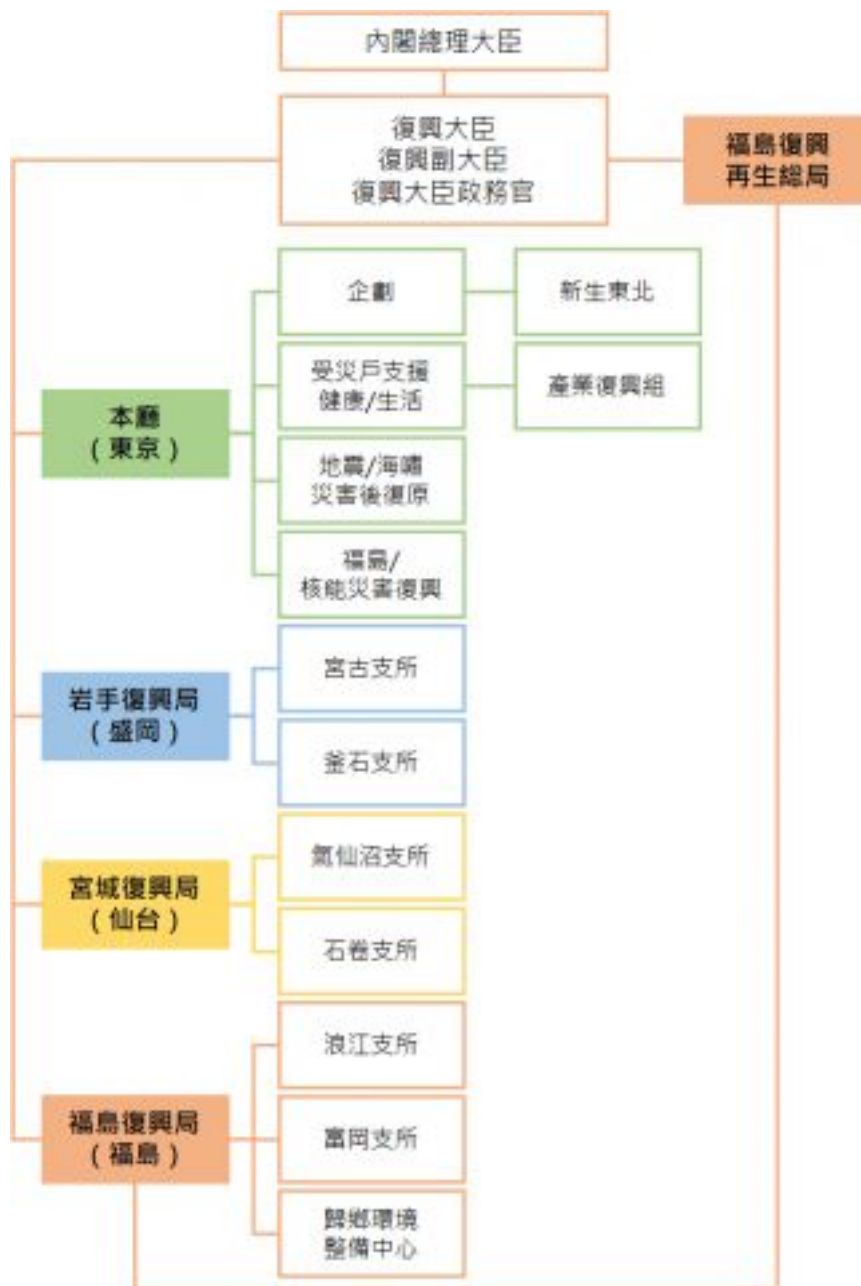 內閣總理大臣
復興大臣
復興副大臣
復興大臣政務官
福島復興
再生総局
企劃
新生東北
受災戶支援
健康/生活
產業復興組
本廳
（東京）
地震/海嘯
災害後復原
福島/
核能災害復興
岩手復興局
（盛岡）
宮古支所
釜石支所
宮城復興局
（仙台）
氣仙沼支所
石卷支所
福島復興局
（福島）
浪江支所
富岡支所
歸鄉環境
整備中心